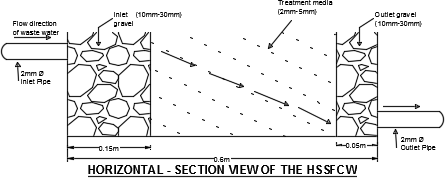 Treatment media
(2mm-5mm)
Flow direction
of waste water
Inlet (10mm-30mm)
gravel
Outlet gravel
(10mm-30mm)
2mm Ø
Inlet Pipe
2mm Ø
Outlet Pipe
0.15m
0.05m
0.6m
HORIZONTAL - SECTION VIEW OF THE HSSFCW